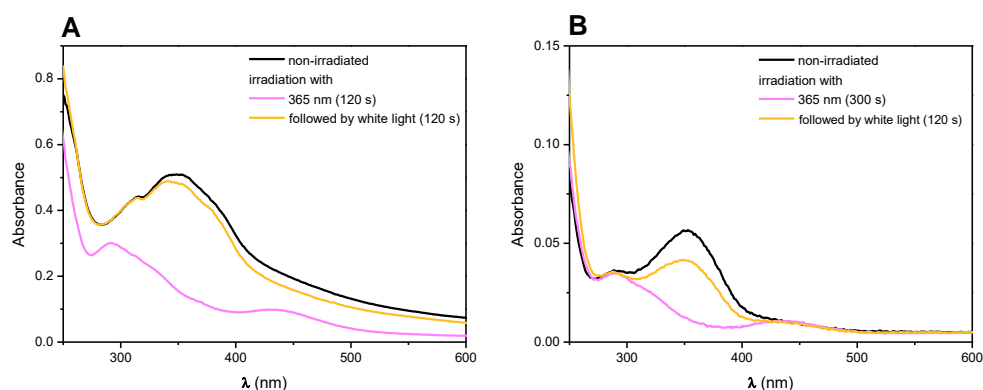 A
non-irradiated
irradiation with
365 nm (120 s)
followed by white light (120 s)
0.8
0.6
0.4
0.2
0.0
Absorbance
300
400
500
600
λ (nm)
B
non-irradiated
irradiation with
365 nm (300 s)
followed by white light (120 s)
0.15
0.10
0.05
0.00
Absorbance
300
400
500
600
λ (nm)